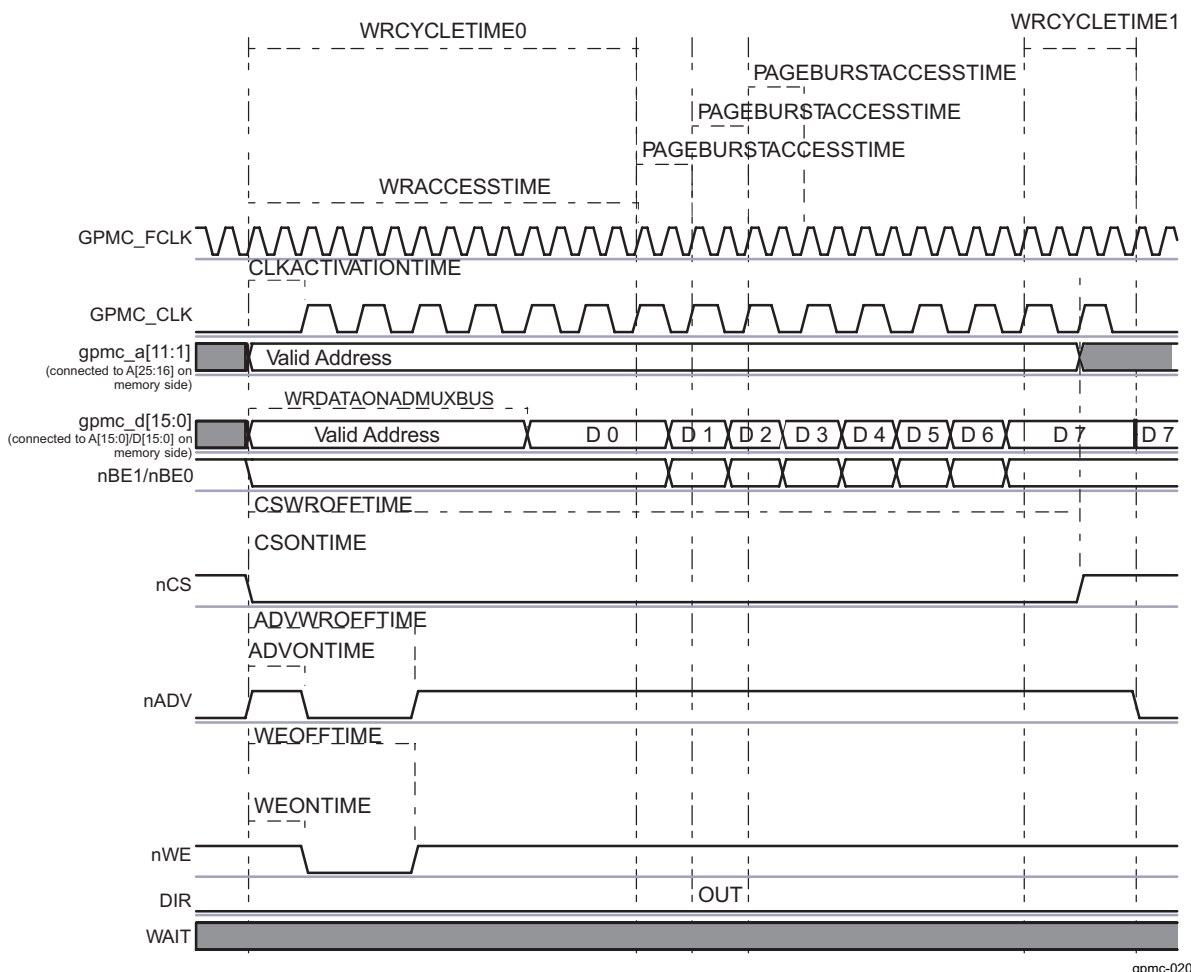 WRCYCLETIME1
WRCYCLETIME0
PAGEBURSTACCESSTIME
PAGEBURSTACCESSTIME
PAGEBURSTACCESSTIME
WRACCESSTIME
GPMC_FCLK
CLKACTIVATIONTIME
GPMC_CLK
gpmc_a[11:1]
(connected to A[25:16] on
memory side)
Valid Address
WRDATAONADMUXBUS
gpmc_d[15:0]
(connected to A[15:0]/D[15:0] on
memory side)
Valid Address D 0 D 1 D 2 D 3 D 4 D 5 D 6 D 7 D 7
nBE1/nBE0
CSWROFFTIME
CSONTIME
nCS
ADVWROFFTIME
ADVONTIME
nADV
WEOFFTIME
WEONTIME
nWE
DIR OUT
WAIT
gpmc-020